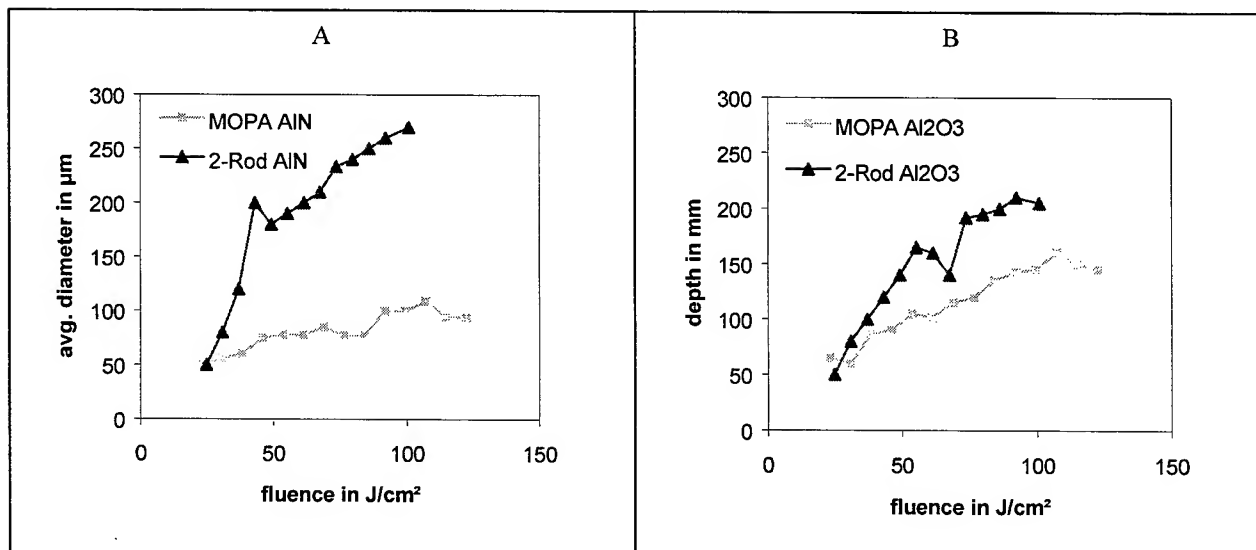 A
300
250
200
150
100
50
0
0 50 100 150
avg. diameter in µm
fluence in J/cm²
MOPA AlN
2-Rod AlN
B
300
250
200
150
100
50
0
0 50 100 150
depth in mm
fluence in J/cm²
MOPA Al2O3
2-Rod Al2O3